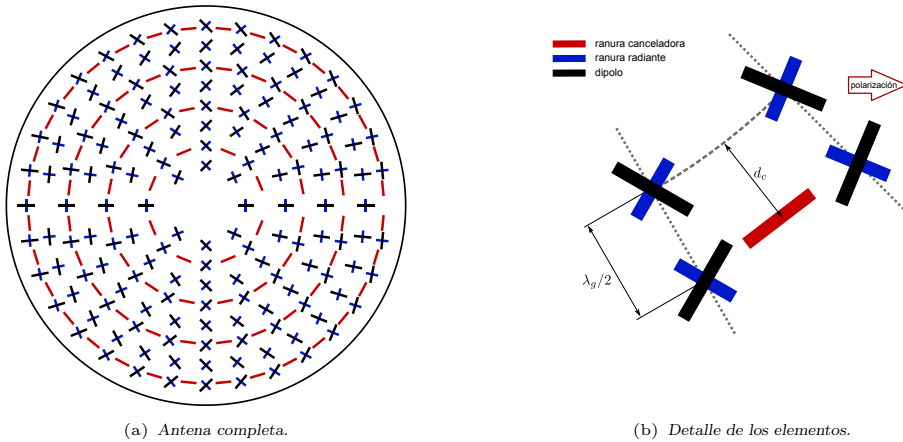 ranura canceladora
ranura radiante
dipolo
polarización
d_c
λ_g/2
(a) Antena completa.
(b) Detalle de los elementos.